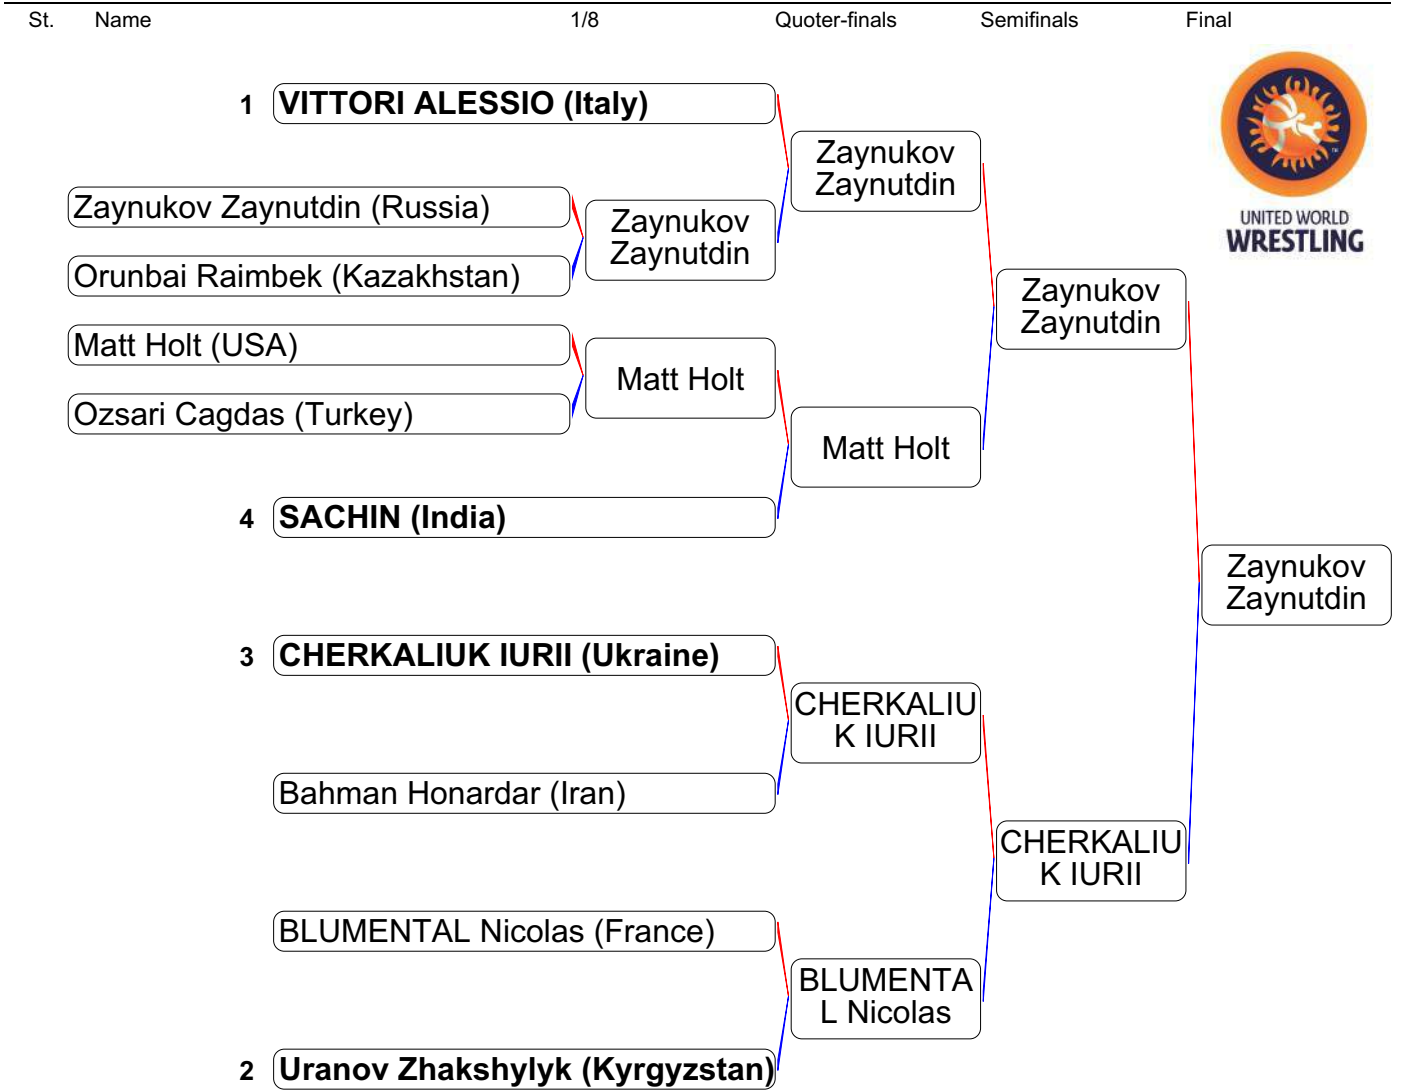 St. Name 1/8 Quoter-finals Semifinals Final
1 VITTORI ALESSIO (Italy)
Zaynukov
Zaynutdin
Zaynukov Zaynutdin (Russia)
Zaynukov
Zaynutdin
Orunbai Raimbek (Kazakhstan)
UNITED WORLD
WRESTLING
Zaynukov
Zaynutdin
Matt Holt (USA)
Matt Holt
Ozsari Cagdas (Turkey)
Matt Holt
4 SACHIN (India)
Zaynukov
Zaynutdin
3 CHERKALIUK IURII (Ukraine)
CHERKALIU
K IURII
Bahman Honardar (Iran)
CHERKALIU
K IURII
BLUMENTAL Nicolas (France)
BLUMENTA
L Nicolas
2 Uranov Zhakshylyk (Kyrgyzstan)